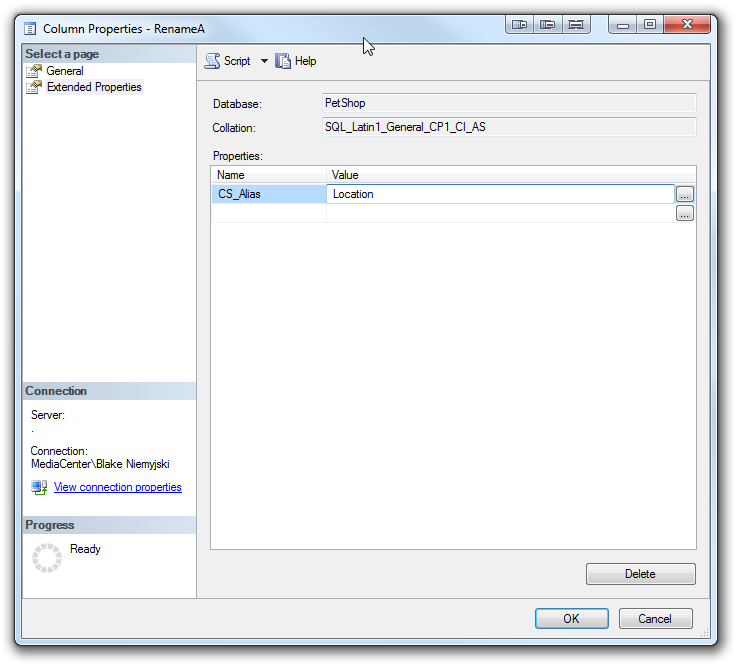 Column Properties - RenameA
Select a page
General
Extended Properties
Script
Help
Database:
PetShop
Collation:
SQL_Latin1_General_CP1_CI_AS
Properties:
Name
Value
CS_Alias
Location
...
...
Connection
Server:
.
Connection:
MediaCenter\Blake Niemyjski
View connection properties
Progress
Ready
Delete
OK
Cancel